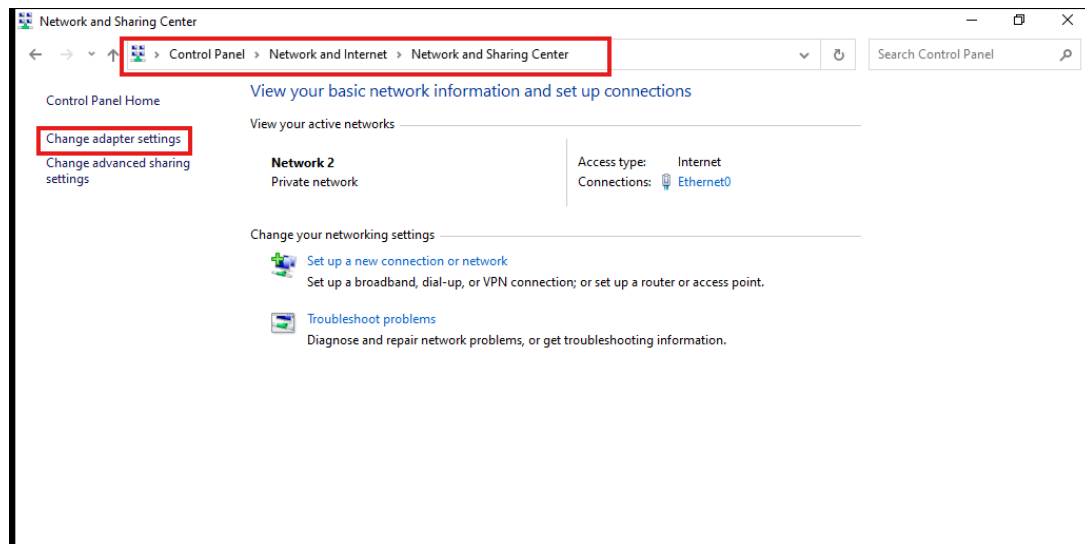 Network and Sharing Center
Control Panel > Network and Internet > Network and Sharing Center
Search Control Panel
Control Panel Home
Change adapter settings
Change advanced sharing
settings
View your basic network information and set up connections
View your active networks
Network 2
Private network
Access type: Internet
Connections: Ethernet0
Change your networking settings
Set up a new connection or network
Set up a broadband, dial-up, or VPN connection; or set up a router or access point.
Troubleshoot problems
Diagnose and repair network problems, or get troubleshooting information.